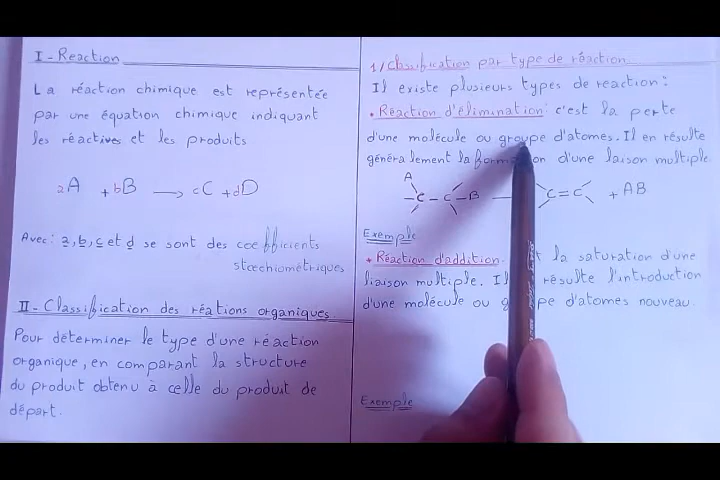 I - Reaction
La réaction chimique est représentée
par une équation chimique indiquant
les réactives et les produits
aA + bB → cC + dD
Avec: a, b, c et d se sont des coefficients
stœchiométriques
II - Classification des réations organiques
Pour déterminer le type d'une réaction
organique, en comparant la structure
du produit obtenu à celle du produit de
départ.
1/ Classification par type de réaction
Il existe plusieurs types de reaction:
• Réaction d'élimination: c'est la perte
d'une molécule ou groupe d'atomes. Il en résulte
généralement la d'une laison multiple
A
C - C - B → C = C + AB
Exemple
• Réaction d'addition. la saturation d'une
liaison multiple. Il résulte l'introduction
d'une molécule ou d'atomes nouveau.
Exemple